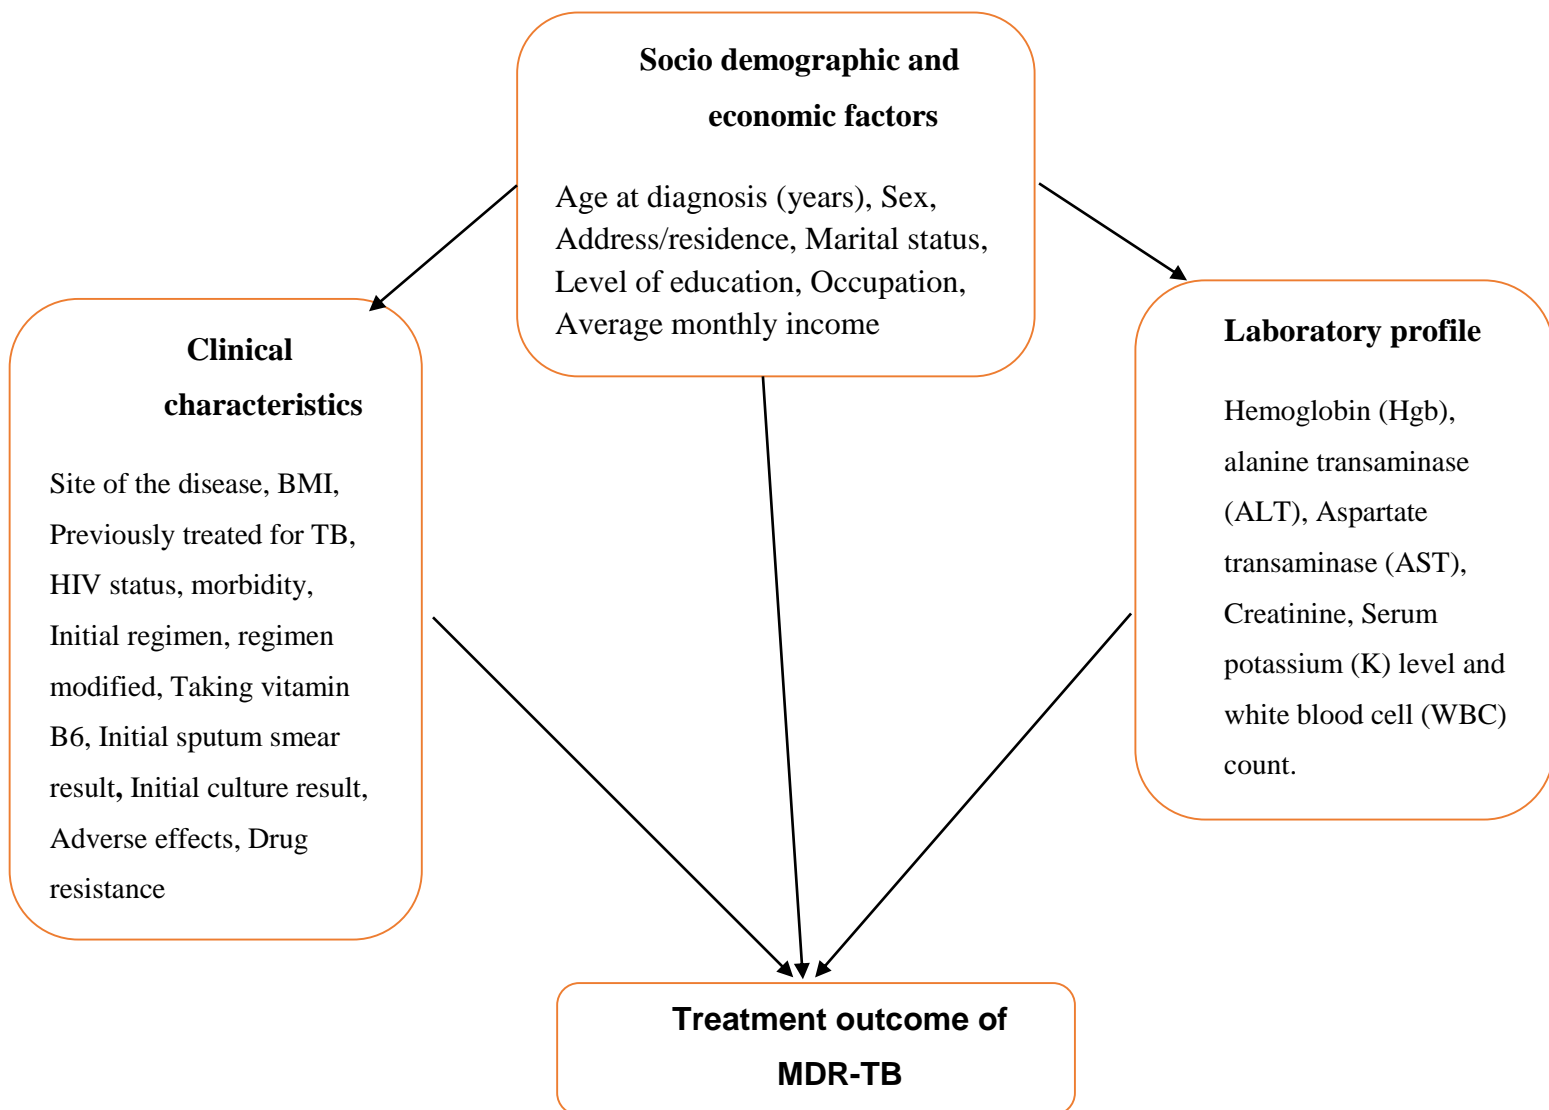 Socio demographic and
economic factors
Age at diagnosis (years), Sex,
Address/residence, Marital status,
Level of education, Occupation,
Average monthly income
Clinical
characteristics
Site of the disease, BMI,
Previously treated for TB,
HIV status, morbidity,
Initial regimen, regimen
modified, Taking vitamin
B6, Initial sputum smear
result, Initial culture result,
Adverse effects, Drug
resistance
Laboratory profile
Hemoglobin (Hgb),
alanine transaminase
(ALT), Aspartate
transaminase (AST),
Creatinine, Serum
potassium (K) level and
white blood cell (WBC)
count.
Treatment outcome of
MDR-TB